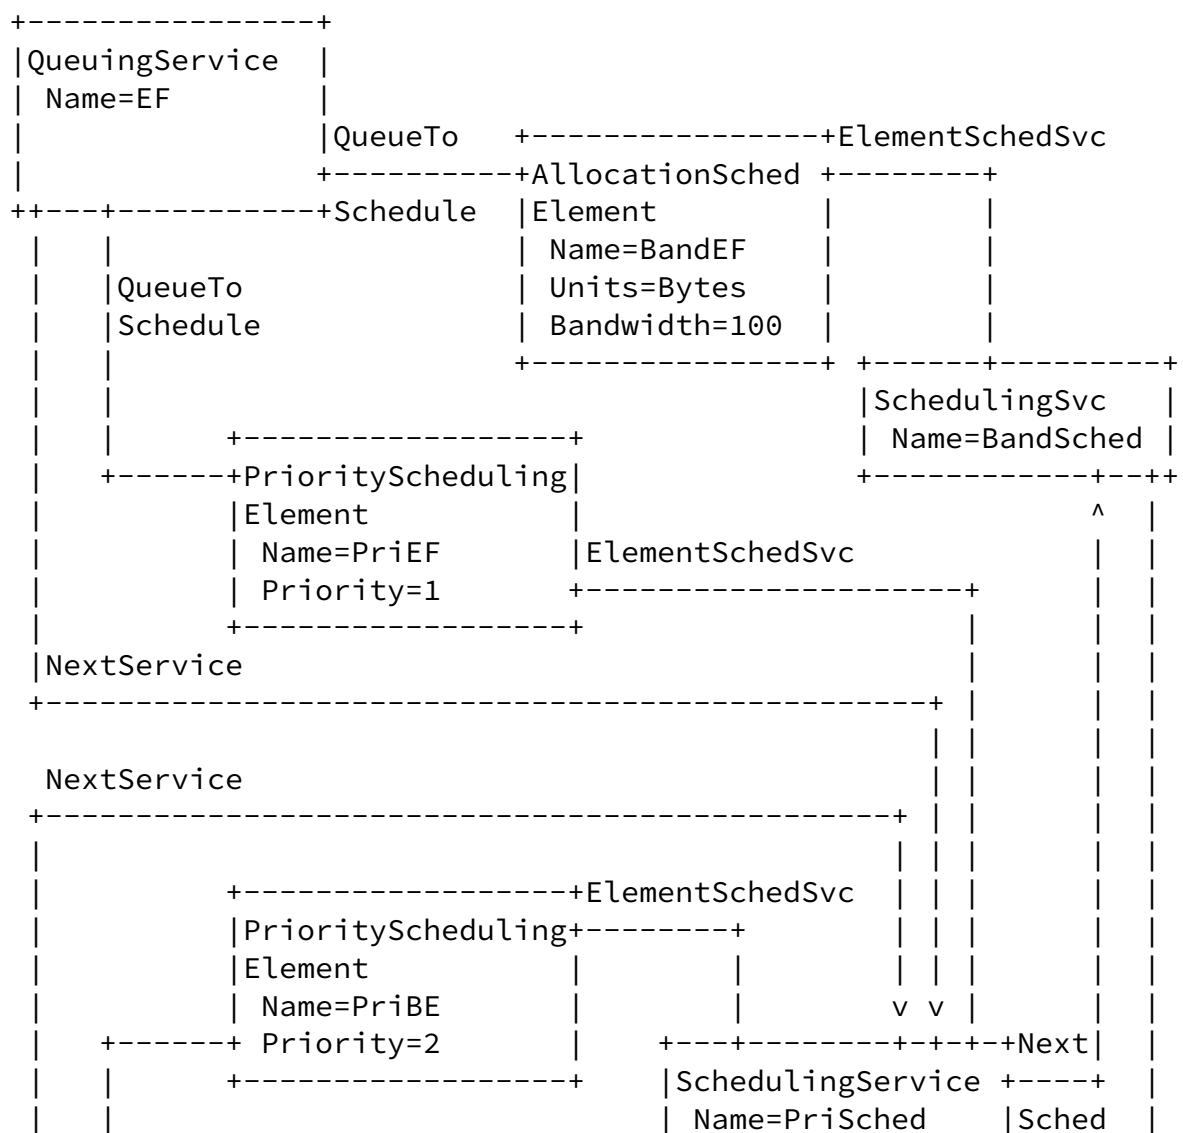 +----------------+
|QueuingService  |
| Name=EF        |
|                |QueueTo   +----------------+ElementSchedSvc
|                +----------+AllocationSched +--------+
++---+-----------+Schedule  |Element         |        |
 |   |                      | Name=BandEF    |        |
 |   |QueueTo               | Units=Bytes    |        |
 |   |Schedule              | Bandwidth=100  |        |
 |   |                      +----------------+ +------+---------+
 |   |                                         |SchedulingSvc   |
 |   |      +------------------+               | Name=BandSched |
 |   +------+PriorityScheduling|               +------------+--++
 |          |Element           |                            ^  |
 |          | Name=PriEF       |ElementSchedSvc             |  |
 |          | Priority=1       +---------------------+      |  |
 |          +------------------+                     |      |  |
 |NextService                                        |      |  |
 +-------------------------------------------------+ |      |  |
                                                   | |      |  |
  NextService                                      | |      |  |
 +-----------------------------------------------+ | |      |  |
 |                                               | | |      |  |
 |          +------------------+ElementSchedSvc  | | |      |  |
 |          |PriorityScheduling+--------+        | | |      |  |
 |          |Element           |        |        | | |      |  |
 |          | Name=PriBE       |        |        v v |      |  |
 |   +------+ Priority=2       |    +---+--------+-+-+-+Next|  |
 |   |      +------------------+    |SchedulingService +----+  |
 |   |                              | Name=PriSched    |Sched  |